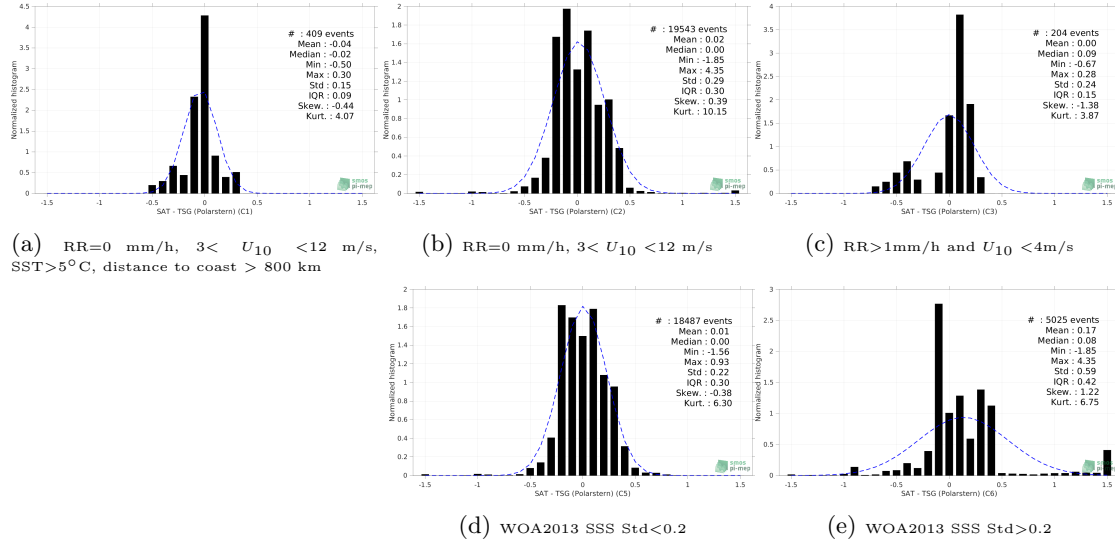 4.5
4
3.5
3
2.5
2
1.5
1
0.5
0
Normalized histogram
# : 409 events
Mean : -0.04
Median : -0.02
Min : -0.50
Max : 0.30
Std : 0.15
IQR : 0.09
Skew. : -0.44
Kurt. : 4.07
smos
pi-mep
-1.5 -1 -0.5 0 0.5 1 1.5
SAT - TSG (Polarstern) (C1)
(a) RR=0 mm/h, 3< U10 <12 m/s,
SST>5°C, distance to coast > 800 km
2
1.8
1.6
1.4
1.2
1
0.8
0.6
0.4
0.2
0
Normalized histogram
# : 19543 events
Mean : 0.02
Median : 0.00
Min : -1.85
Max : 4.35
Std : 0.29
IQR : 0.30
Skew. : 0.39
Kurt. : 10.15
smos
pi-mep
-1.5 -1 -0.5 0 0.5 1 1.5
SAT - TSG (Polarstern) (C2)
(b) RR=0 mm/h, 3< U10 <12 m/s
4
3.5
3
2.5
2
1.5
1
0.5
0
Normalized histogram
# : 204 events
Mean : 0.00
Median : 0.09
Min : -0.67
Max : 0.28
Std : 0.24
IQR : 0.15
Skew. : -1.38
Kurt. : 3.87
smos
pi-mep
-1.5 -1 -0.5 0 0.5 1 1.5
SAT - TSG (Polarstern) (C3)
(c) RR>1mm/h and U10 <4m/s
2
1.8
1.6
1.4
1.2
1
0.8
0.6
0.4
0.2
0
Normalized histogram
# : 18487 events
Mean : 0.01
Median : 0.00
Min : -1.56
Max : 0.93
Std : 0.22
IQR : 0.30
Skew. : -0.38
Kurt. : 6.30
smos
pi-mep
-1.5 -1 -0.5 0 0.5 1 1.5
SAT - TSG (Polarstern) (C5)
(d) WOA2013 SSS Std<0.2
3
2.5
2
1.5
1
0.5
0
Normalized histogram
# : 5025 events
Mean : 0.17
Median : 0.08
Min : -1.85
Max : 4.35
Std : 0.59
IQR : 0.42
Skew. : 1.22
Kurt. : 6.75
smos
pi-mep
-1.5 -1 -0.5 0 0.5 1 1.5
SAT - TSG (Polarstern) (C6)
(e) WOA2013 SSS Std>0.2